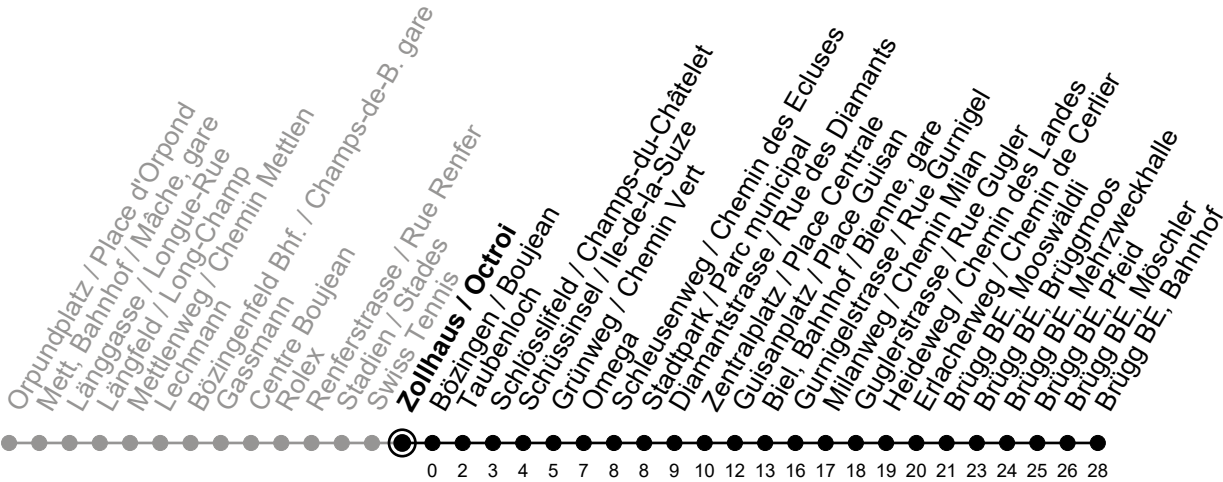 Orpundplatz / Place d'Orpond
Mett, Bahnhof / Mâche, gare
Länggasse / Longue-Rue
Längfeld / Long-Champ
Mettlenweg / Chemin Mettlen
Lechmann
Bözingenfeld Bhf. / Champs-de-B. gare
Gassmann
Centre Boujean
Rolex
Renferstrasse / Rue Renfer
Stadien / Stades
Swiss Tennis
Zollhaus / Octroi
Bözingen / Boujean
Taubenloch
Schlösslifeld / Champs-du-Châtelet
Schüssinsel / Ile-de-la-Suze
Grünweg / Chemin Vert
Omega
Schleusenweg / Chemin des Ecluses
Stadtpark / Parc municipal
Diamantstrasse / Rue des Diamants
Zentralplatz / Place Centrale
Guisanplatz / Place Guisan
Biel, Bahnhof / Bienne, gare
Gurnigelstrasse / Rue Gurnigel
Milanweg / Chemin Milan
Guglerstrasse / Rue Gugler
Heideweg / Chemin des Landes
Erlacherweg / Chemin de Cerlier
Brügg BE, Mooswäldli
Brügg BE, Brüggmoos
Brügg BE, Mehrzweckhalle
Brügg BE, Pfeid
Brügg BE, Möschler
Brügg BE, Bahnhof
0 2 3 4 5 7 8 8 9 10 12 13 16 17 18 19 20 21 23 24 25 26 28